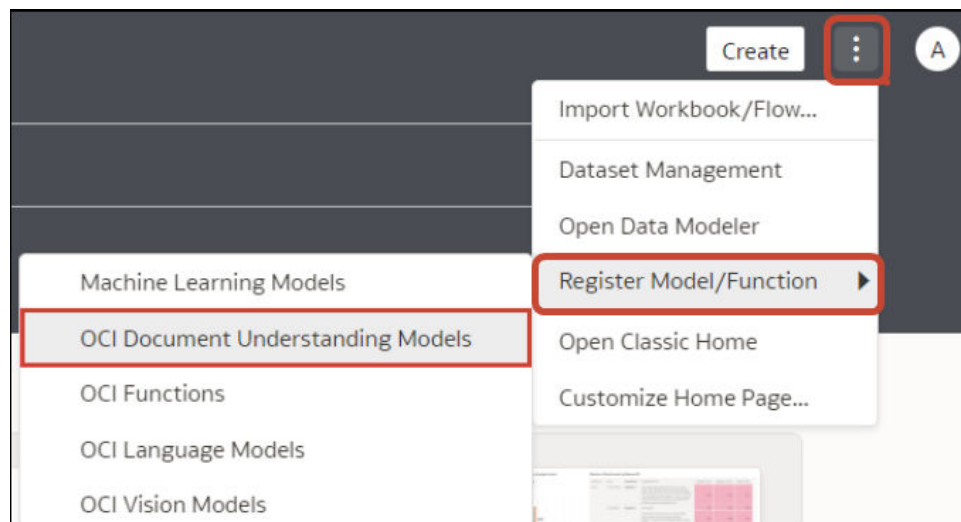 Create
A
Import Workbook/Flow...
Dataset Management
Open Data Modeler
Register Model/Function
Open Classic Home
Customize Home Page...
Machine Learning Models
OCI Document Understanding Models
OCI Functions
OCI Language Models
OCI Vision Models